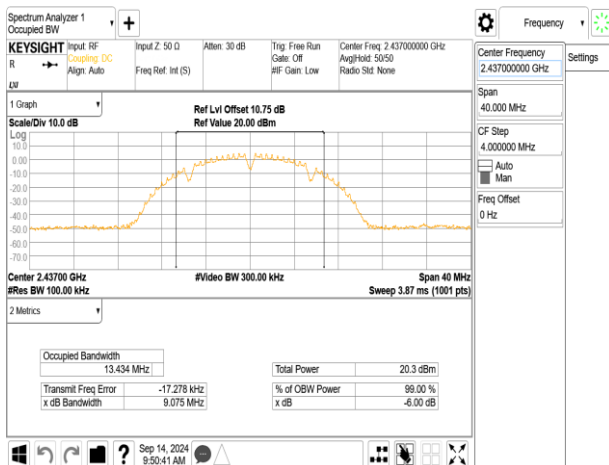 Spectrum Analyzer 1
Occupied BW
+
Frequency
KEYSIGHT
R
LXI
Input: RF
Coupling: DC
Align: Auto
Input Z: 50 Ω
Freq Ref: Int (S)
Atten: 30 dB
Trig: Free Run
Gate: Off
#IF Gain: Low
Center Freq: 2.437000000 GHz
Avg|Hold: 50/50
Radio Std: None
Center Frequency
2.437000000 GHz
Settings
Span
40.000 MHz
CF Step
4.000000 MHz
Auto
Man
Freq Offset
0 Hz
1 Graph
Scale/Div 10.0 dB
Ref Lvl Offset 10.75 dB
Ref Value 20.00 dBm
Log
10.0
0.00
-10.0
-20.0
-30.0
-40.0
-50.0
-60.0
-70.0
Center 2.43700 GHz
#Res BW 100.00 kHz
#Video BW 300.00 kHz
Span 40 MHz
Sweep 3.87 ms (1001 pts)
2 Metrics
Occupied Bandwidth
13.434 MHz
Transmit Freq Error -17.278 kHz
x dB Bandwidth 9.075 MHz
Total Power 20.3 dBm
% of OBW Power 99.00 %
x dB -6.00 dB
?
Sep 14, 2024
9:50:41 AM